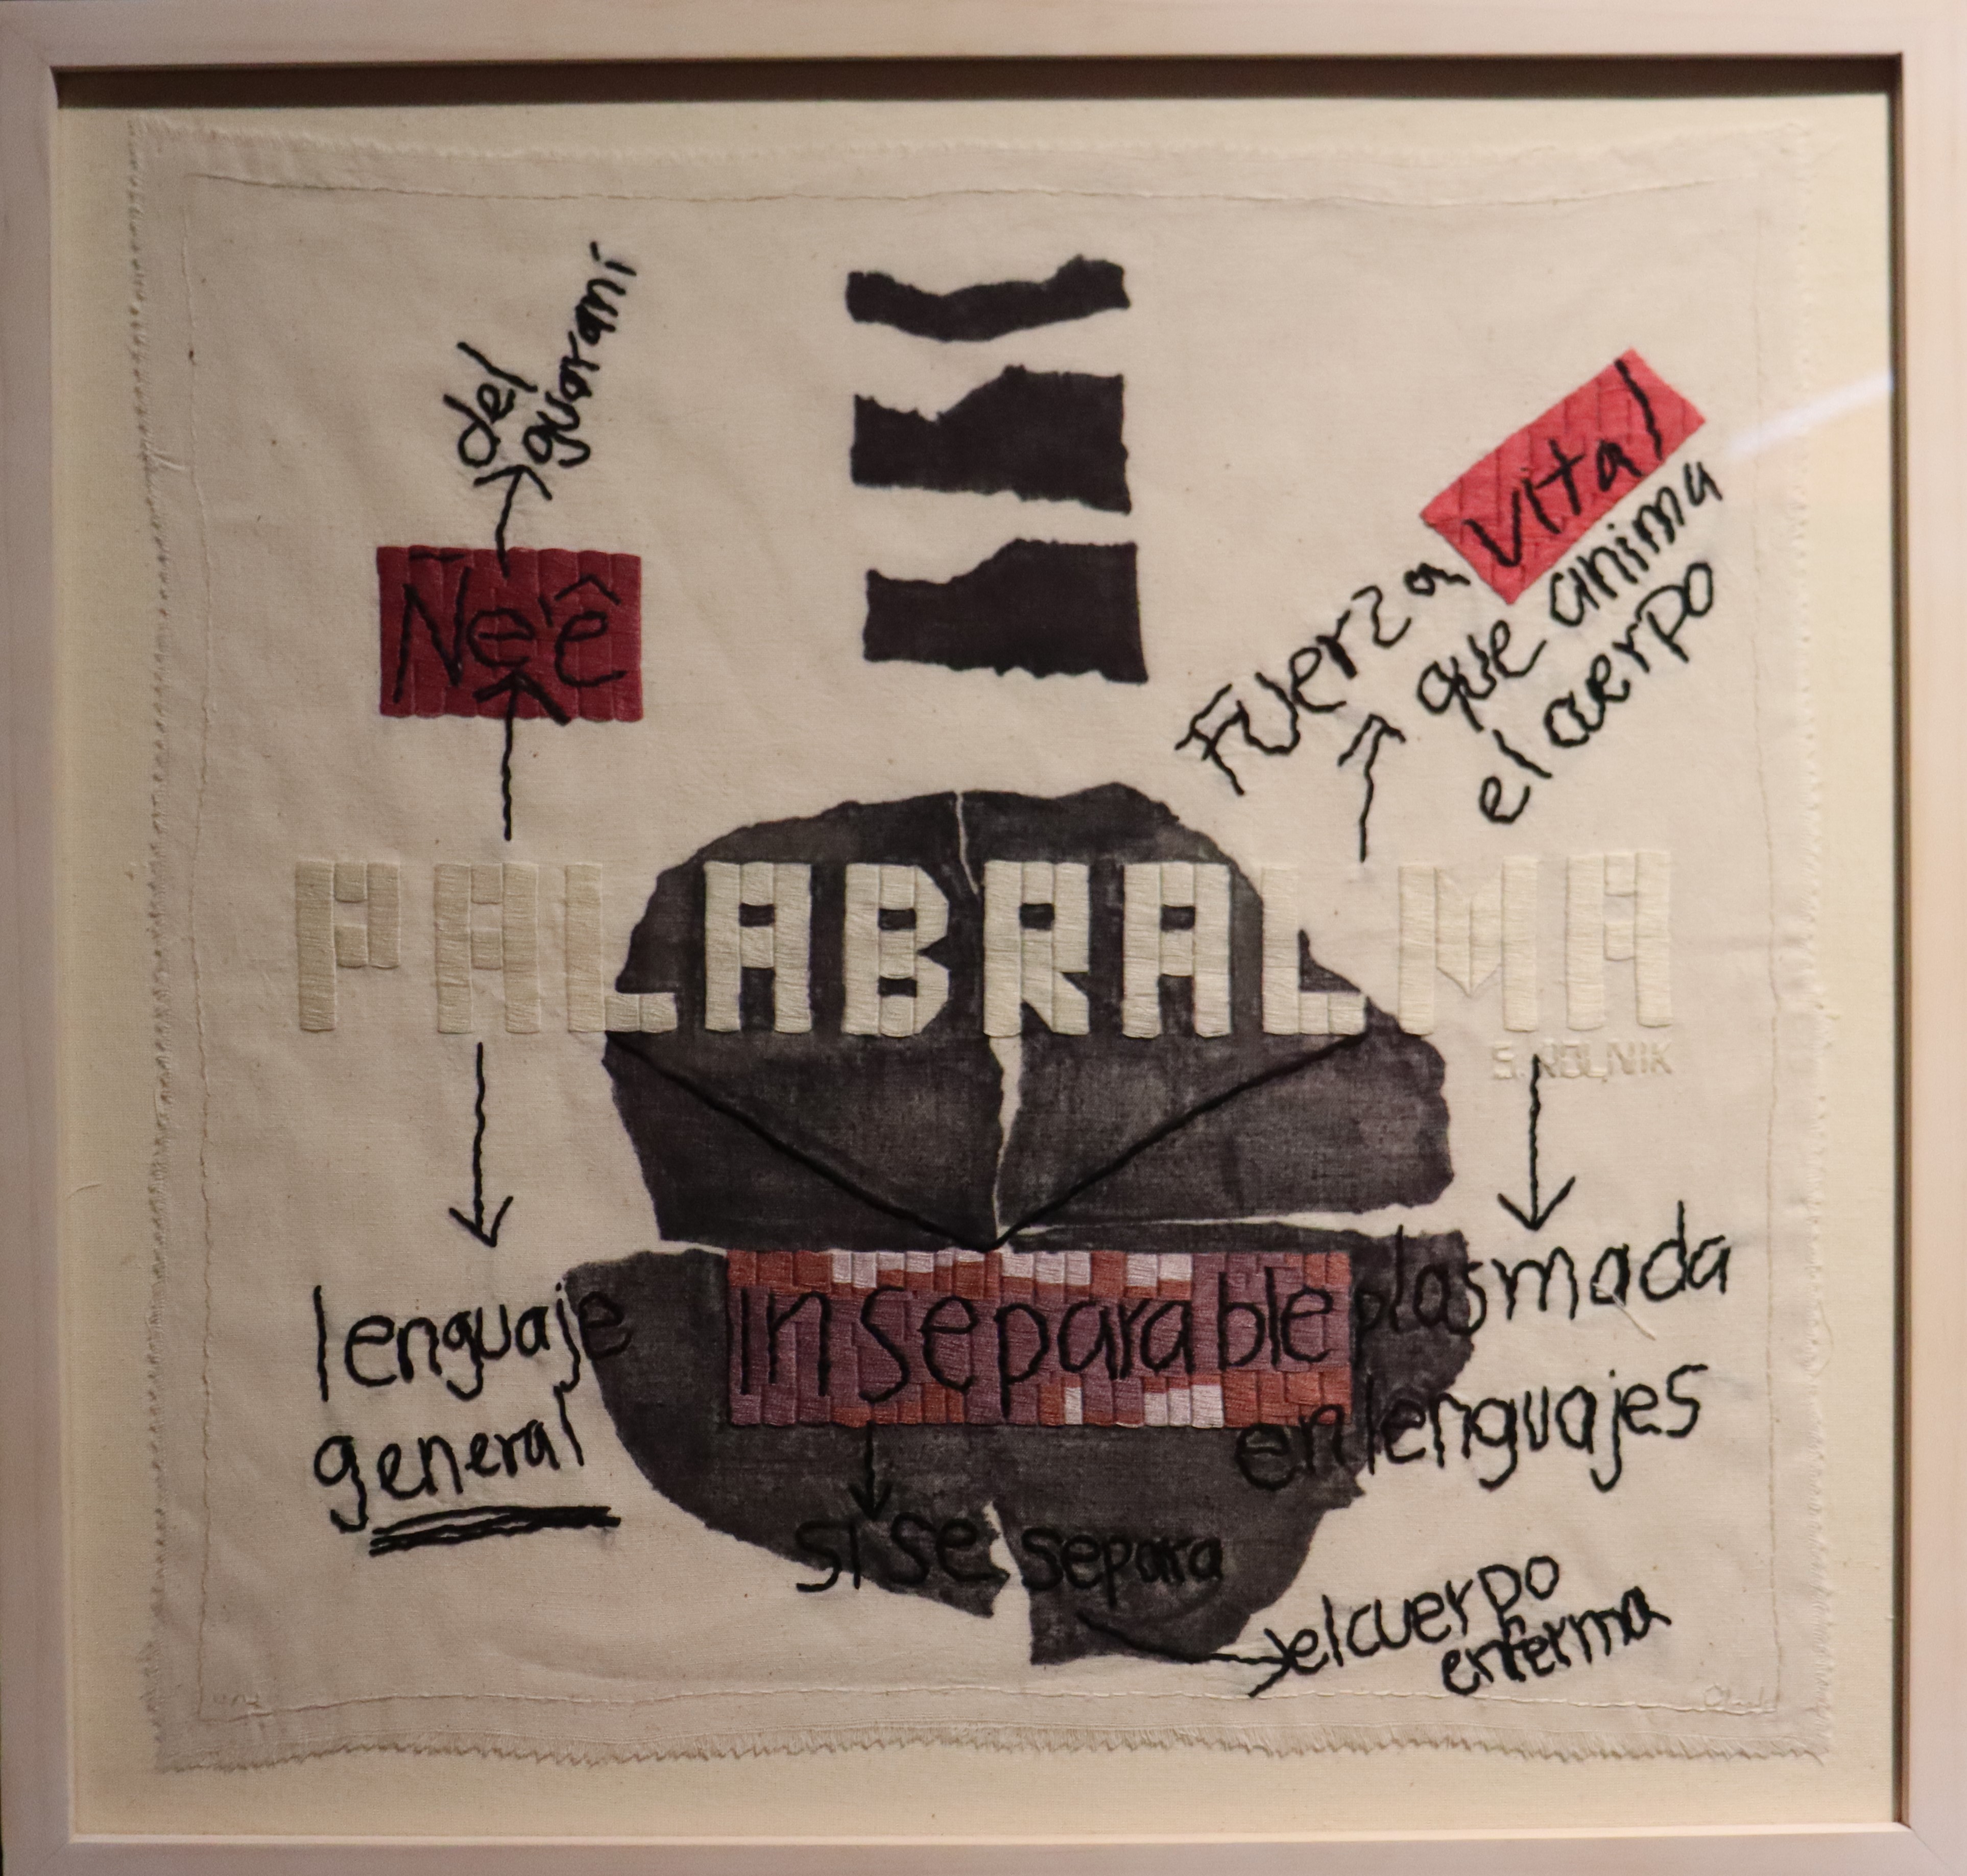 del
guaraní
Ñe'ê
Fuerza vital
que anima
el cuerpo
PALABRALMA
S. ROLNIK
lenguaje
general
Inseparable
plasmada
en lenguajes
si se separa
el cuerpo
enferma